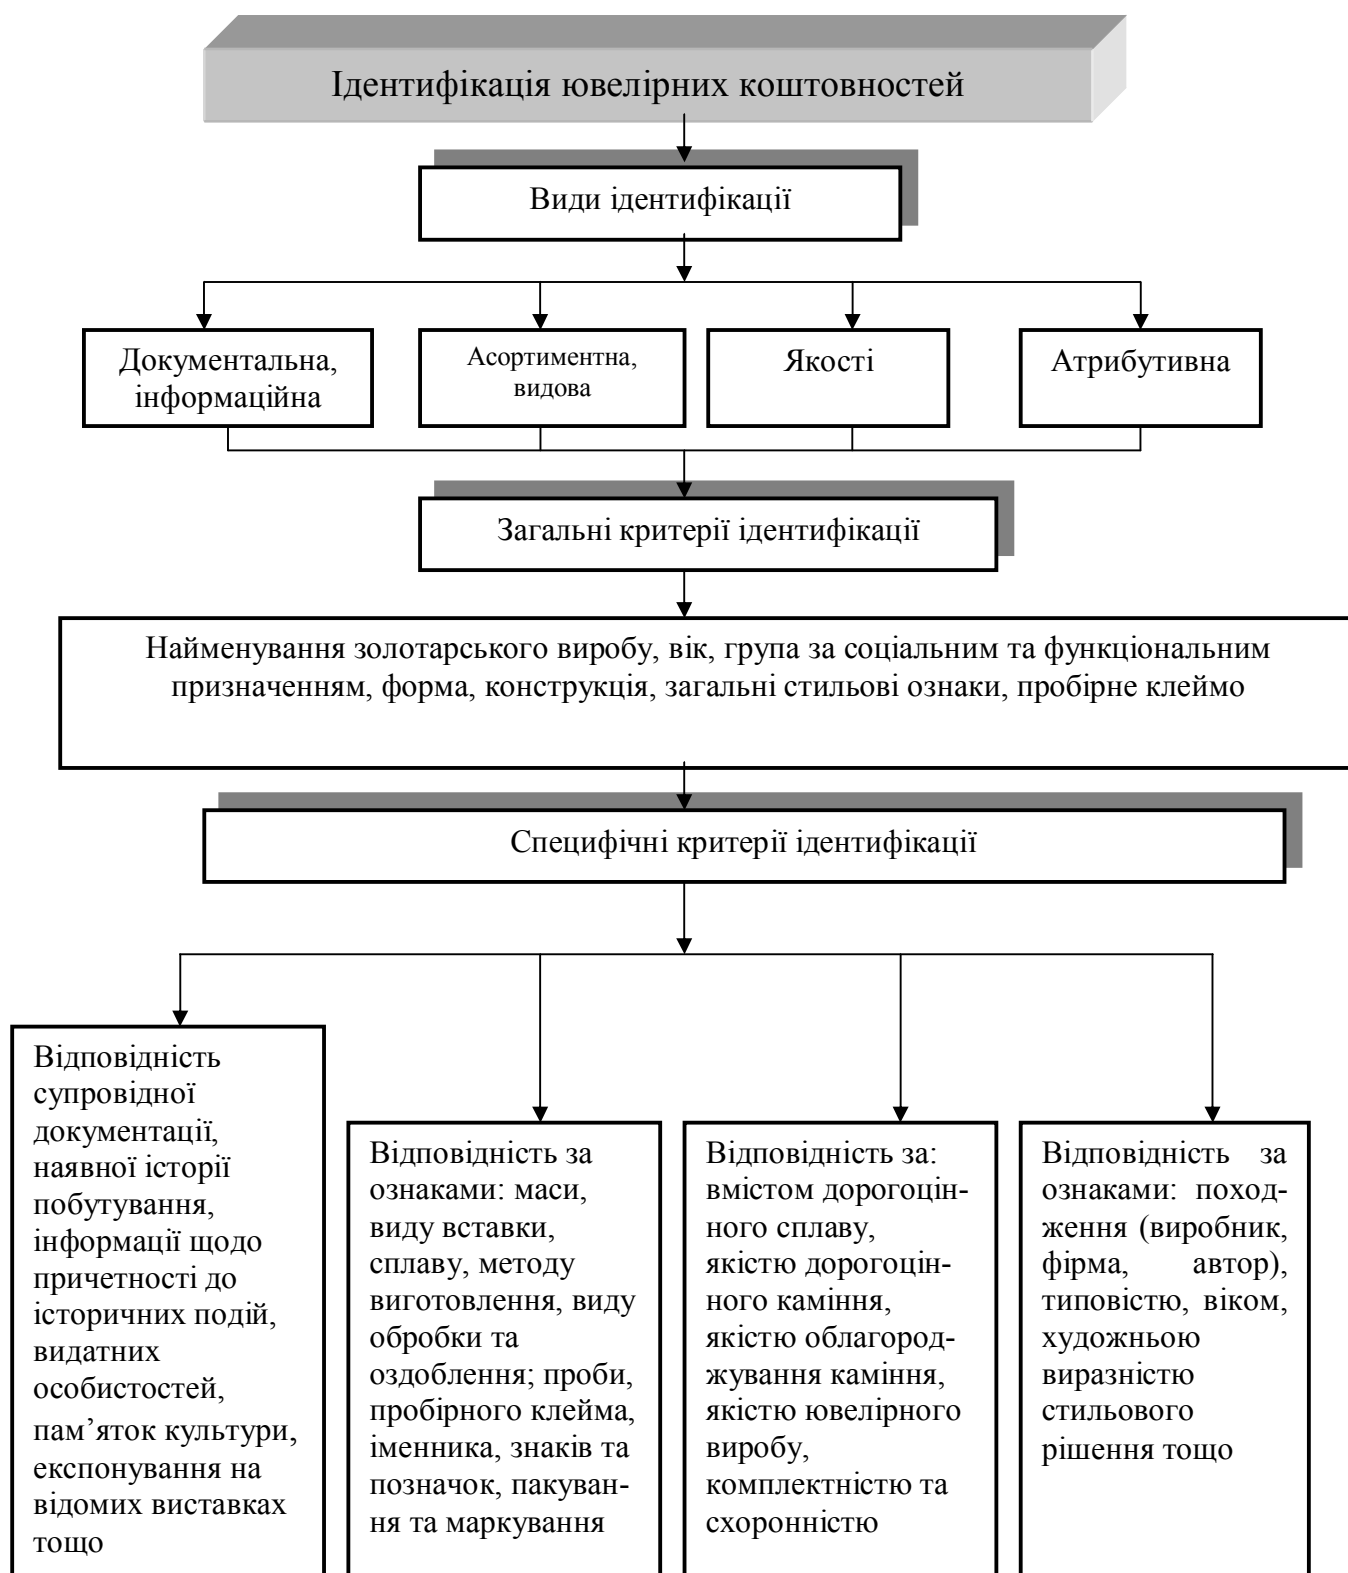 Ідентифікація ювелірних коштовностей
Види ідентифікації
Документальна,
інформаційна
Асортиментна,
видова
Якості
Атрибутивна
Загальні критерії ідентифікації
Найменування золотарського виробу, вік, група за соціальним та функціональним
призначенням, форма, конструкція, загальні стильові ознаки, пробірне клеймо
Специфічні критерії ідентифікації
Відповідність
супровідної
документації,
наявної історії
побутування,
інформації щодо
причетності до
історичних подій,
видатних
особистостей,
пам’яток культури,
експонування на
відомих виставках
тощо
Відповідність за
ознаками: маси,
виду вставки,
сплаву, методу
виготовлення, виду
обробки та
оздоблення; проби,
пробірного клейма,
іменника, знаків та
позначок, пакуван-
ня та маркування
Відповідність за:
вмістом дорогоцін-
ного сплаву,
якістю дорогоцін-
ного каміння,
якістю облагород-
жування каміння,
якістю ювелірного
виробу,
комплектністю та
схоронністю
Відповідність за
ознаками: поход-
ження (виробник,
фірма, автор),
типовістю, віком,
художньою
виразністю
стильового
рішення тощо